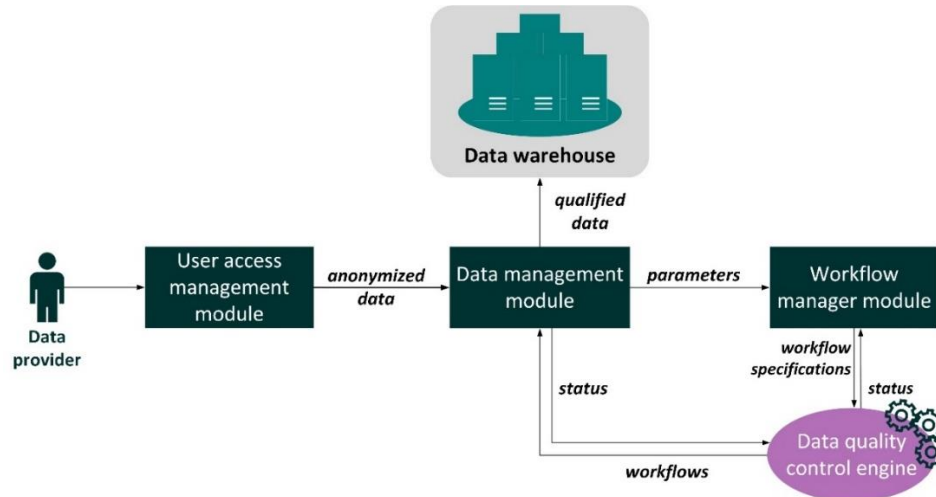 Data warehouse
qualified
data
User access
management
module
anonymized
data
Data management
module
parameters
Workflow
manager module
Data
provider
workflow
specifications
status
status
Data quality
control engine
workflows